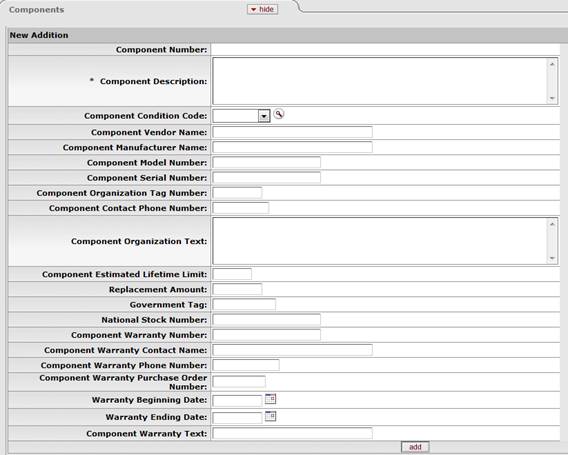 Components
hide
New Addition
Component Number:
* Component Description:
Component Condition Code:
Component Vendor Name:
Component Manufacturer Name:
Component Model Number:
Component Serial Number:
Component Organization Tag Number:
Component Contact Phone Number:
Component Organization Text:
Component Estimated Lifetime Limit:
Replacement Amount:
Government Tag:
National Stock Number:
Component Warranty Number:
Component Warranty Contact Name:
Component Warranty Phone Number:
Component Warranty Purchase Order
Number:
Warranty Beginning Date:
Warranty Ending Date:
Component Warranty Text:
add